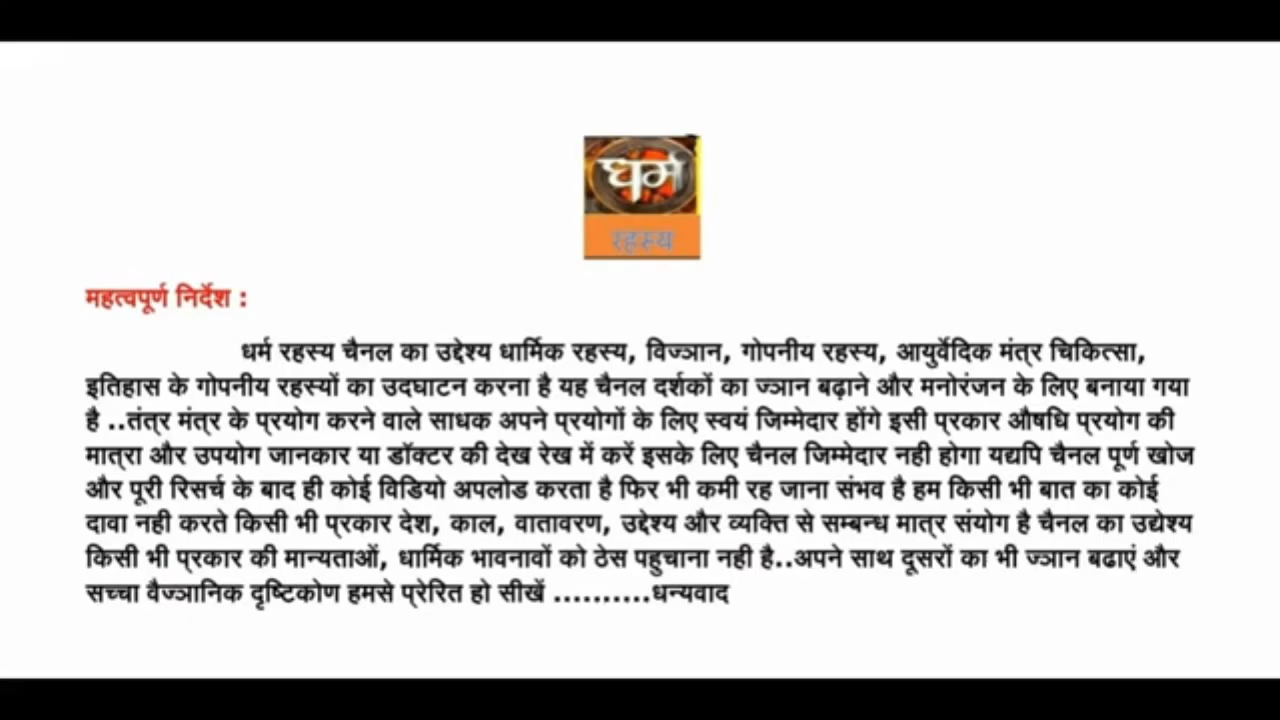 धर्म
रहस्य
महत्वपूर्ण निर्देश :
धर्म रहस्य चैनल का उद्देश्य धार्मिक रहस्य, विज्ञान, गोपनीय रहस्य, आयुर्वेदिक मंत्र चिकित्सा,
इतिहास के गोपनीय रहस्यों का उदघाटन करना है यह चैनल दर्शकों का ज्ञान बढ़ाने और मनोरंजन के लिए बनाया गया
है ..तंत्र मंत्र के प्रयोग करने वाले साधक अपने प्रयोगों के लिए स्वयं जिम्मेदार होंगे इसी प्रकार औषधि प्रयोग की
मात्रा और उपयोग जानकार या डॉक्टर की देख रेख में करें इसके लिए चैनल जिम्मेदार नही होगा यद्यपि चैनल पूर्ण खोज
और पूरी रिसर्च के बाद ही कोई विडियो अपलोड करता है फिर भी कमी रह जाना संभव है हम किसी भी बात का कोई
दावा नही करते किसी भी प्रकार देश, काल, वातावरण, उद्देश्य और व्यक्ति से सम्बन्ध मात्र संयोग है चैनल का उद्येश्य
किसी भी प्रकार की मान्यताओं, धार्मिक भावनावों को ठेस पहुचाना नही है..अपने साथ दूसरों का भी ज्ञान बढाएं और
सच्चा वैज्ञानिक दृष्टिकोण हमसे प्रेरित हो सीखें ..........धन्यवाद